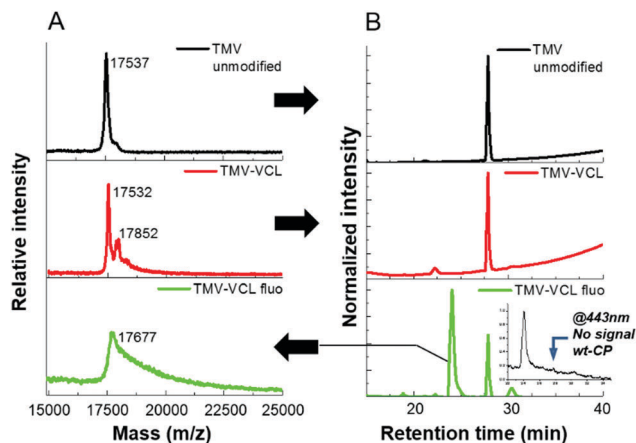 A
TMV
unmodified
17537
TMV-VCL
17532
17852
TMV-VCL fluo
17677
15000 17500 20000 22500 25000
Mass (m/z)
Relative intensity
B
TMV
unmodified
TMV-VCL
TMV-VCL fluo
@443nm
No signal
wt-CP
20 30 40
Retention time (min)
Normalized intensity